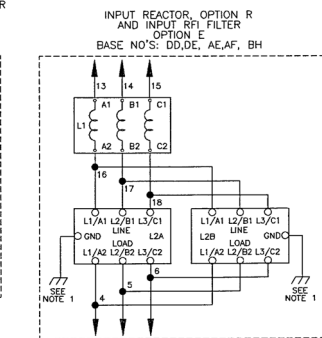 R
INPUT REACTOR, OPTION R
AND INPUT RFI FILTER
OPTION E
BASE NO'S: DD,DE, AE,AF, BH
13 14 15
A1 B1 C1
L1
A2 B2 C2
16
17
18
L1/A1 L2/B1 L3/C1 L1/A1 L2/B1 L3/C1
LINE LINE
GND L2A L2B GND
LOAD LOAD
L1/A2 L2/B2 L3/C2 L1/A2 L2/B2 L3/C2
SEE
NOTE 1
SEE
NOTE 1
6
5
4